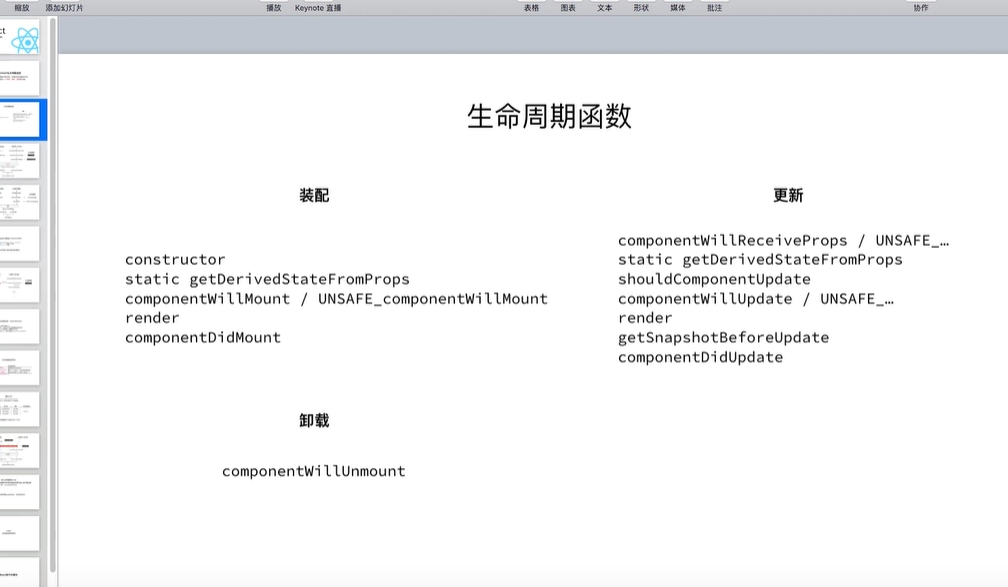 缩放 添加幻灯片 播放 Keynote 直播 表格 图表 文本 形状 媒体 批注 协作
生命周期函数
装配
constructor
static getDerivedStateFromProps
componentWillMount / UNSAFE_componentWillMount
render
componentDidMount
更新
componentWillReceiveProps / UNSAFE_…
static getDerivedStateFromProps
shouldComponentUpdate
componentWillUpdate / UNSAFE_…
render
getSnapshotBeforeUpdate
componentDidUpdate
卸载
componentWillUnmount